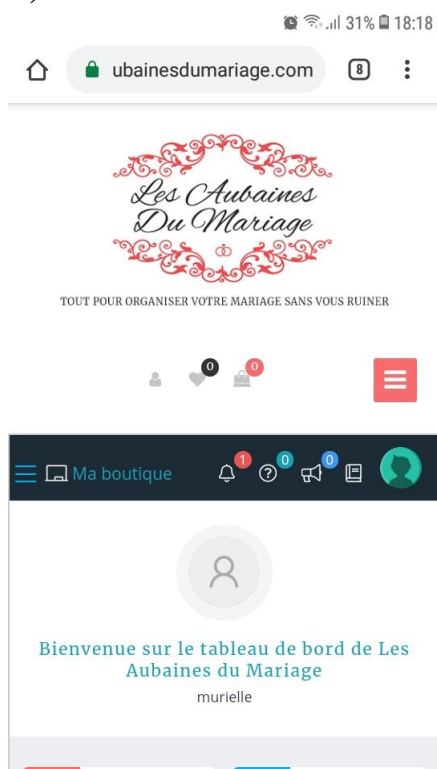 31% 18:18
ubainesdumariage.com 8
Les Aubaines
Du Mariage
TOUT POUR ORGANISER VOTRE MARIAGE SANS VOUS RUINER
0 0
Ma boutique 1 0 0
Bienvenue sur le tableau de bord de Les
Aubaines du Mariage
murielle